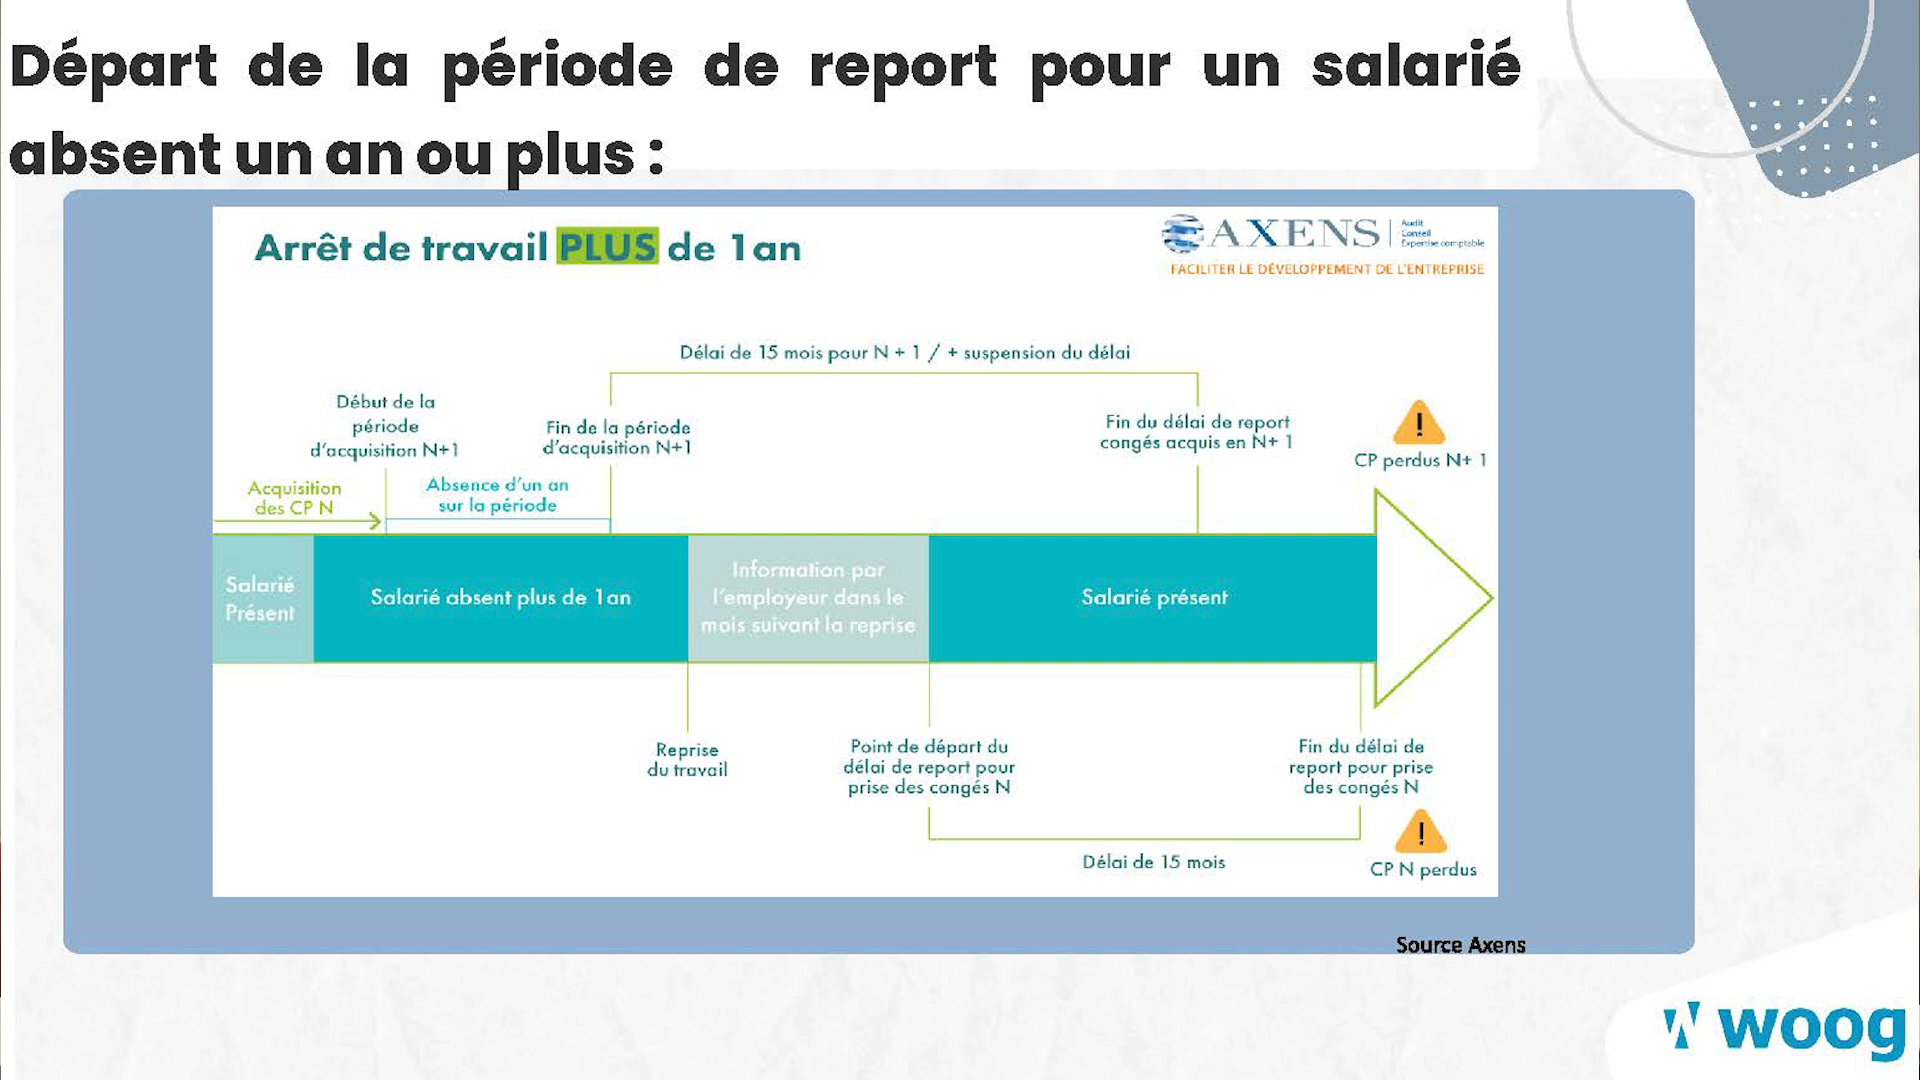 Départ de la période de report pour un salarié
absent un an ou plus :
Arrêt de travail PLUS de 1 an
AXENS
Audit
Conseil
Expertise comptable
FACILITER LE DÉVELOPPEMENT DE L'ENTREPRISE
Délai de 15 mois pour N + 1 / + suspension du délai
Début de la
période
d'acquisition N+1
Fin de la période
d'acquisition N+1
Fin du délai de report
congés acquis en N+ 1
!
CP perdus N+ 1
Acquisition
des CP N
Absence d'un an
sur la période
Salarié
Présent
Salarié absent plus de 1 an
Information par
l'employeur dans le
mois suivant la reprise
Salarié présent
Reprise
du travail
Point de départ du
délai de report pour
prise des congés N
Fin du délai de
report pour prise
des congés N
!
Délai de 15 mois
CP N perdus
Source Axens
woog